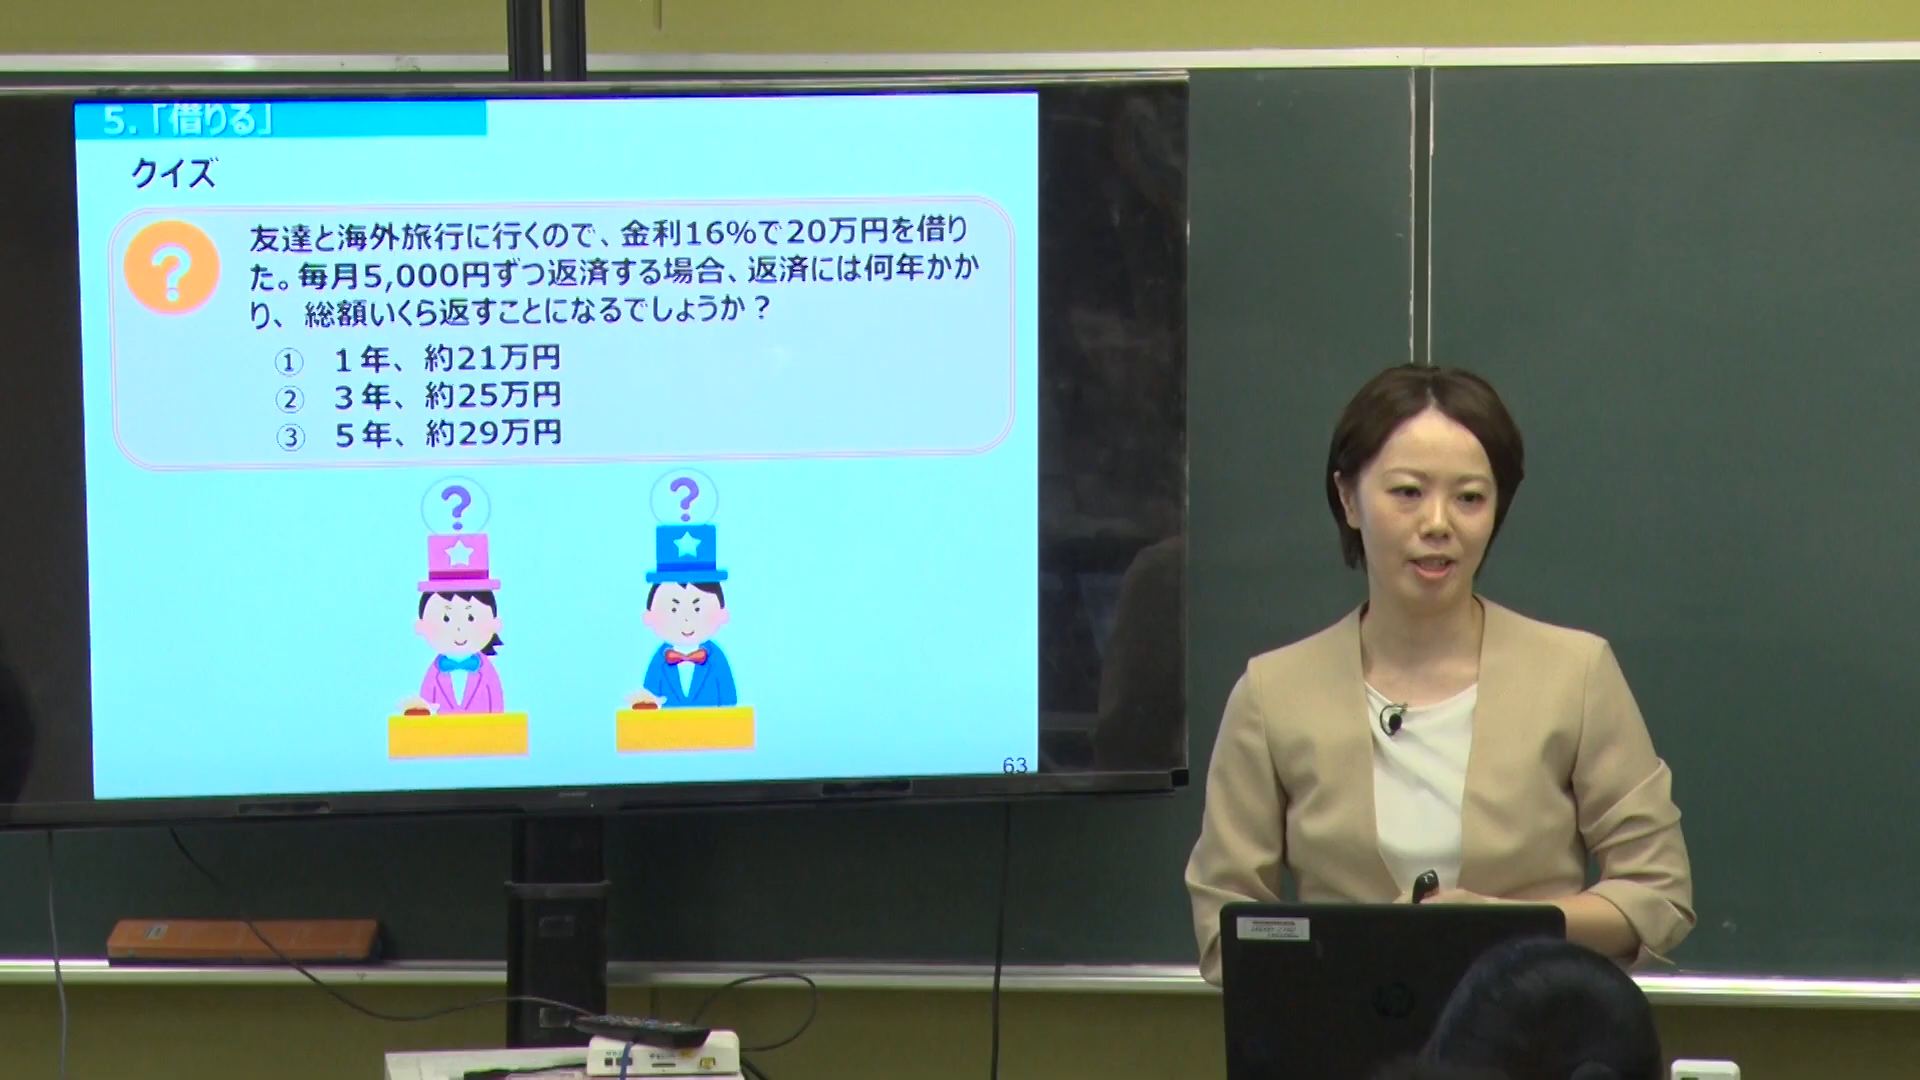 5.「借りる」
クイズ
?
友達と海外旅行に行くので、金利16%で20万円を借り
た。毎月5,000円ずつ返済する場合、返済には何年かか
り、総額いくら返すことになるでしょうか？
① 1年、約21万円
② 3年、約25万円
③ 5年、約29万円
? ?
63
hp